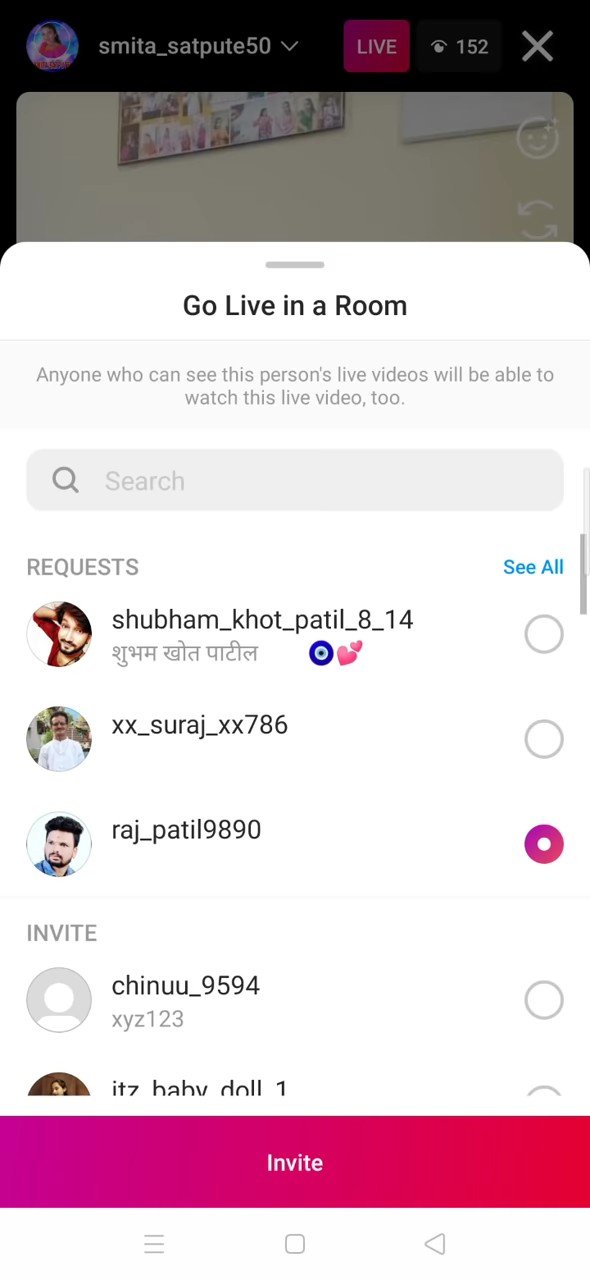 smita_satpute50
LIVE
152
Go Live in a Room
Anyone who can see this person's live videos will be able to
watch this live video, too.
Search
REQUESTS
See All
shubham_khot_patil_8_14
शुभम खोत पाटील 🧿💕
xx_suraj_xx786
raj_patil9890
INVITE
chinuu_9594
xyz123
itz_baby_doll_1
Invite